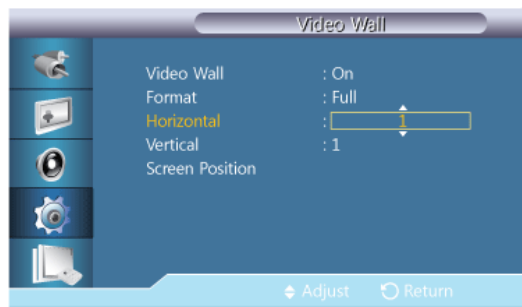 Video Wall
Video Wall : On
Format : Full
Horizontal : 1
Vertical : 1
Screen Position
Adjust Return